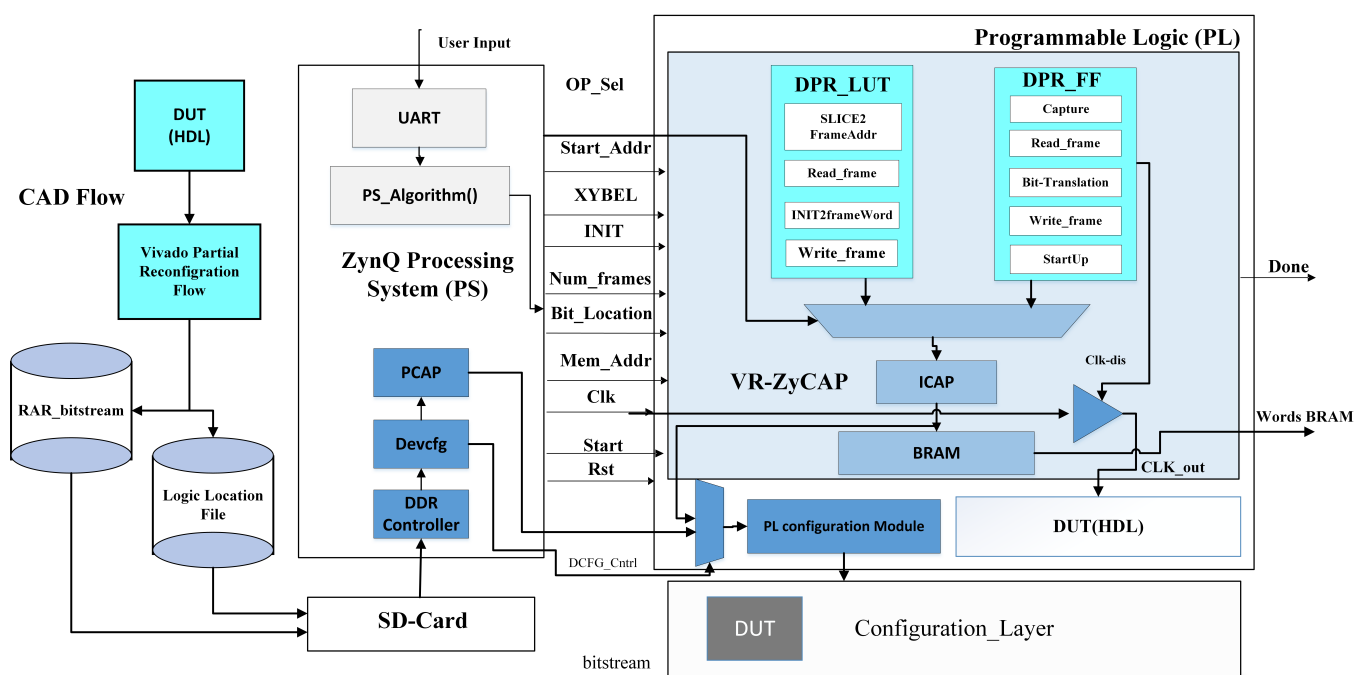 DUT
(HDL)
CAD Flow
Vivado Partial
Reconfigration
Flow
RAR_bitstream
Logic Location
File
User Input
UART
PS_Algorithm()
ZynQ Processing
System (PS)
PCAP
Devcfg
DDR
Controller
SD-Card
OP_Sel
Start_Addr
XYBEL
INIT
Num_frames
Bit_Location
Mem_Addr
Clk
Start
Rst
DCFG_Cntrl
bitstream
Programmable Logic (PL)
DPR_LUT
SLICE2
FrameAddr
Read_frame
INIT2frameWord
Write_frame
DPR_FF
Capture
Read_frame
Bit-Translation
Write_frame
StartUp
VR-ZyCAP
ICAP
BRAM
Clk-dis
CLK_out
Done
Words BRAM
PL configuration Module
DUT(HDL)
DUT
Configuration_Layer